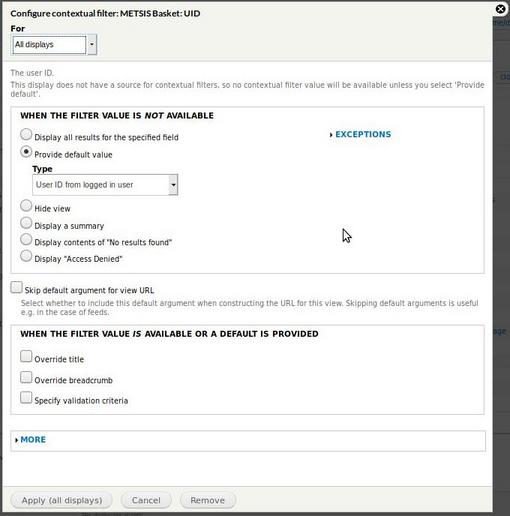 Configure contextual filter: METSIS Basket: UID
For
All displays
The user ID.
This display does not have a source for contextual filters, so no contextual filter value will be available unless you select 'Provide
default'.
WHEN THE FILTER VALUE IS NOT AVAILABLE
Display all results for the specified field
EXCEPTIONS
Provide default value
Type
User ID from logged in user
Hide view
Display a summary
Display contents of "No results found"
Display "Access Denied"
Skip default argument for view URL
Select whether to include this default argument when constructing the URL for this view. Skipping default arguments is useful
e.g. in the case of feeds.
WHEN THE FILTER VALUE IS AVAILABLE OR A DEFAULT IS PROVIDED
Override title
Override breadcrumb
Specify validation criteria
MORE
Apply (all displays)
Cancel
Remove